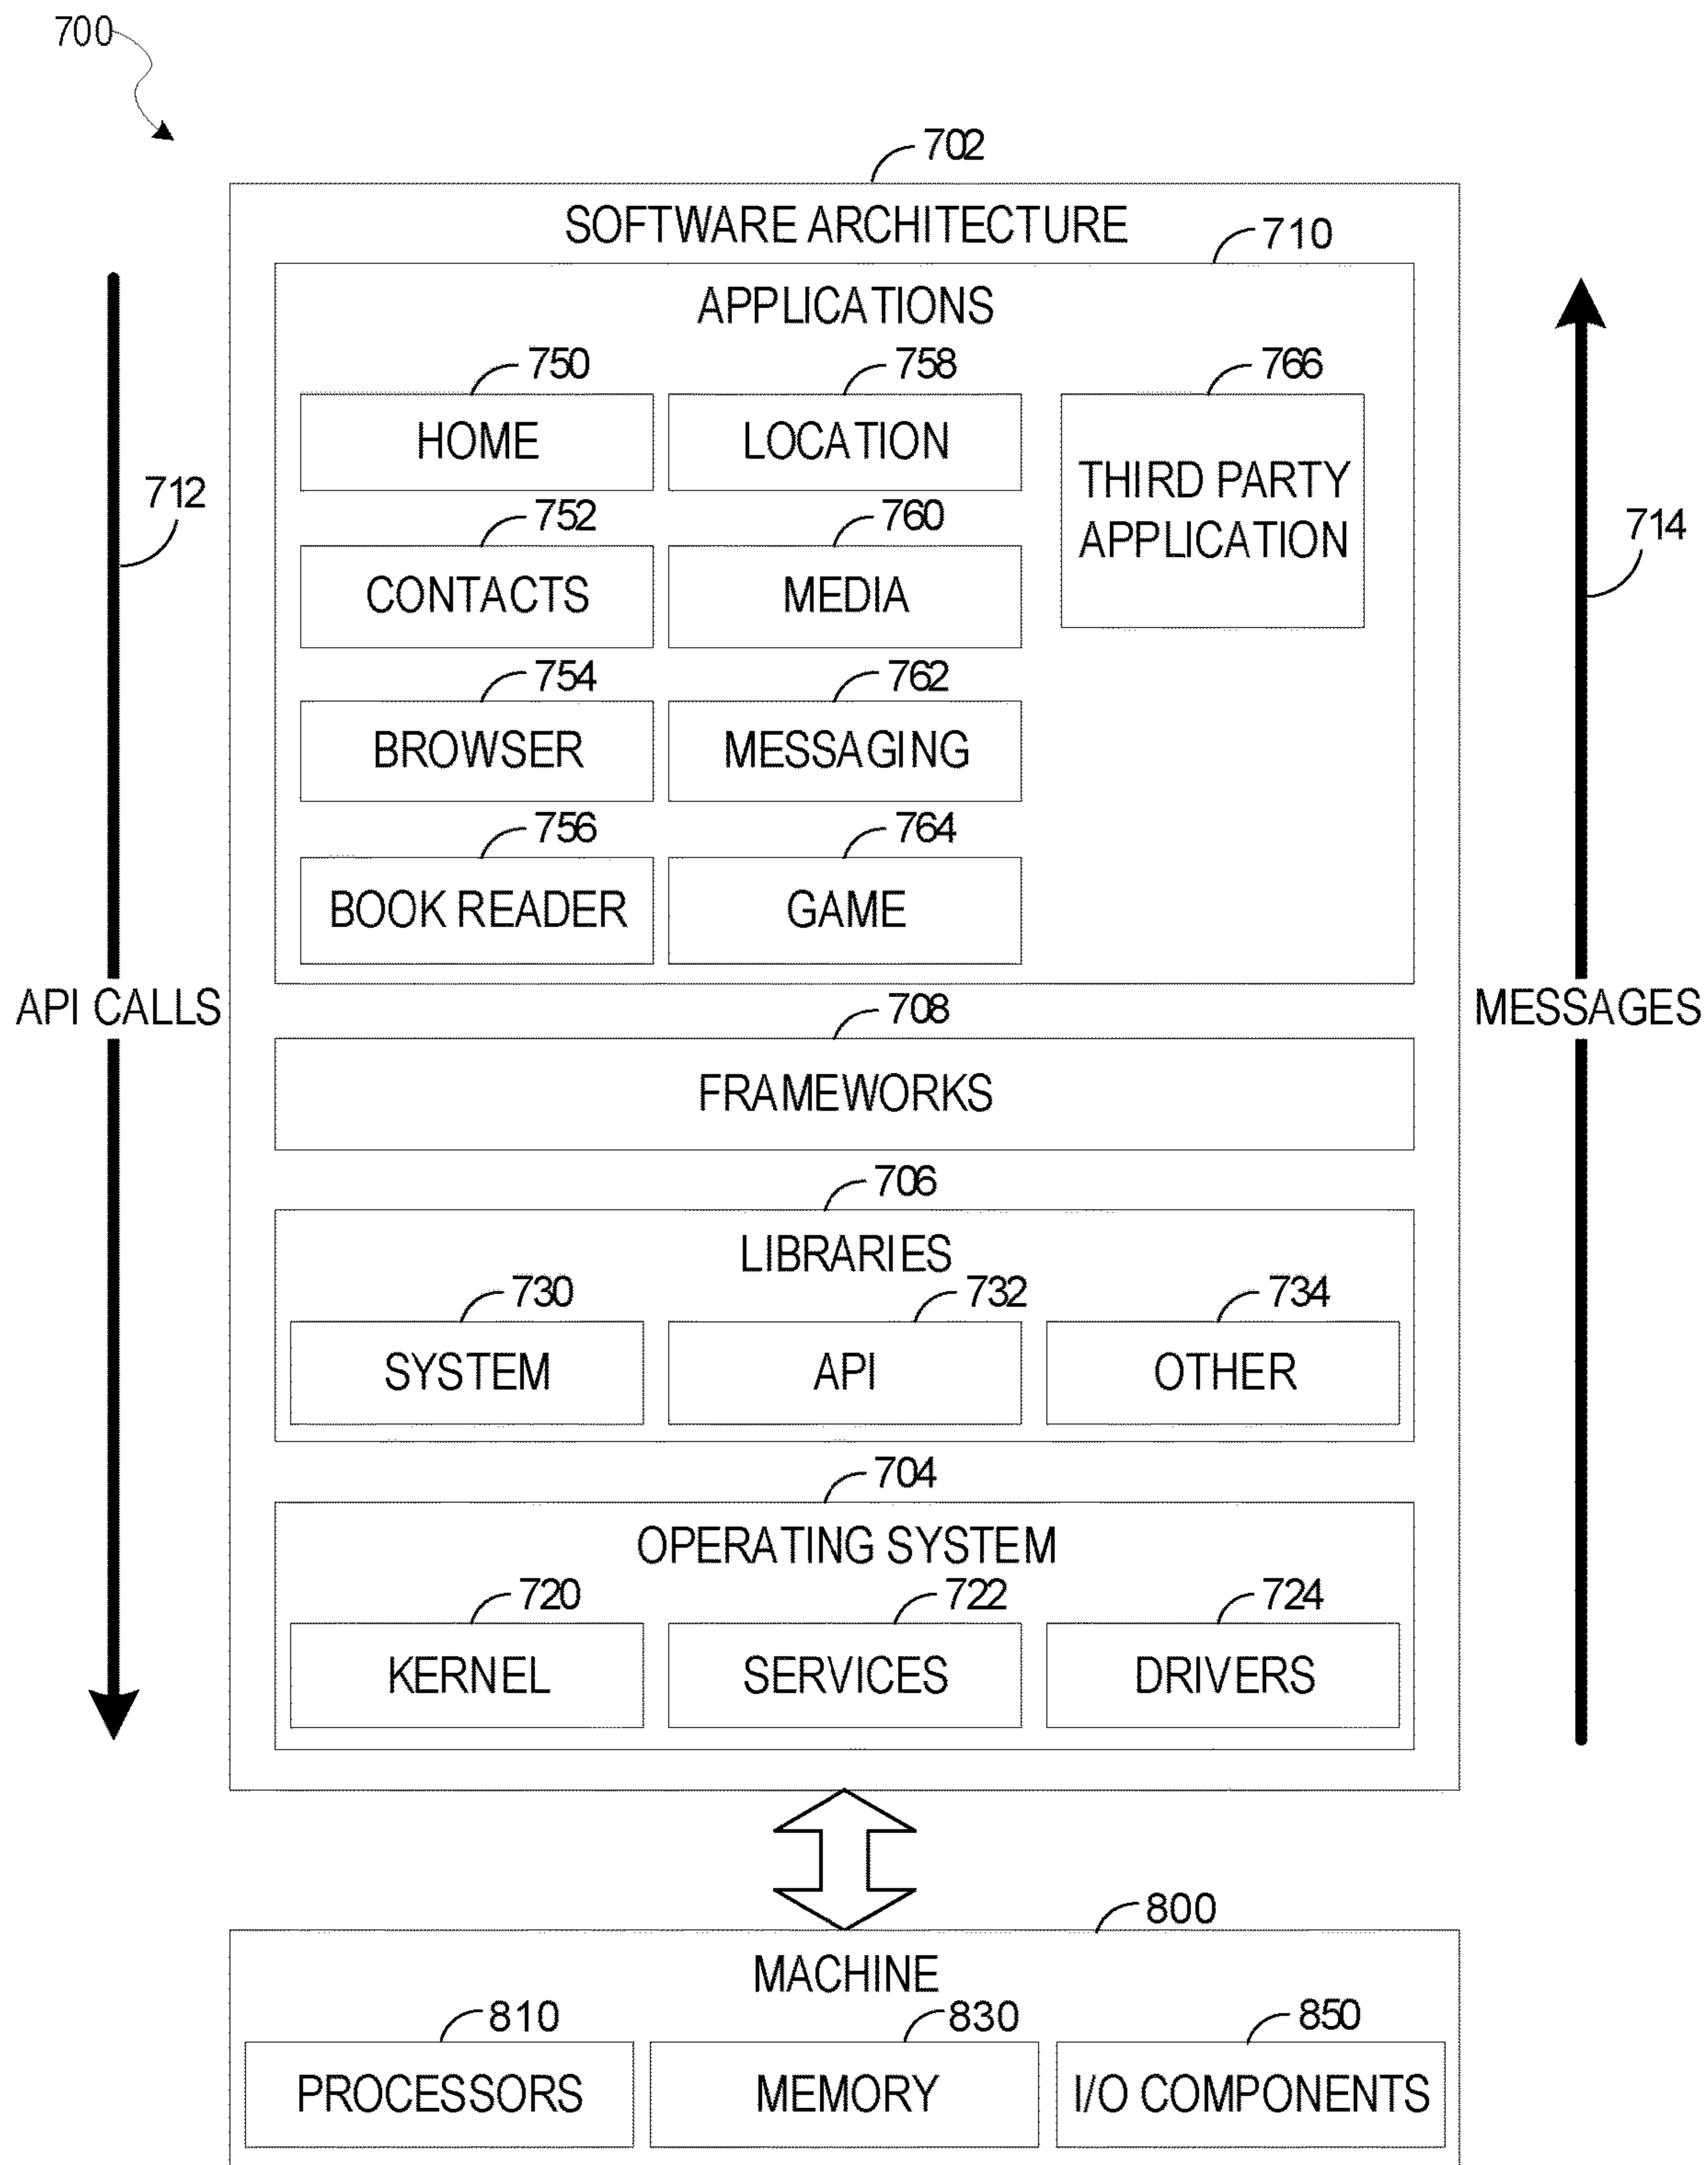 700
702
SOFTWARE ARCHITECTURE
710
APPLICATIONS
750
758
766
HOME
LOCATION
THIRD PARTY
APPLICATION
712
752
760
714
CONTACTS
MEDIA
754
762
BROWSER
MESSAGING
756
764
BOOK READER
GAME
API CALLS
MESSAGES
708
FRAMEWORKS
706
LIBRARIES
730
732
734
SYSTEM
API
OTHER
704
OPERATING SYSTEM
720
722
724
KERNEL
SERVICES
DRIVERS
800
MACHINE
810
830
850
PROCESSORS
MEMORY
I/O COMPONENTS